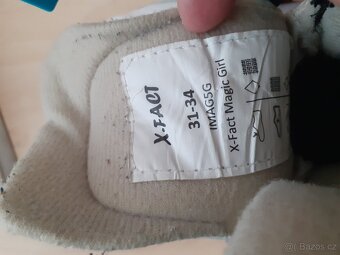 X-FACT
31-34
IMAG5G
X-Fact Magic Girl
Bazos.cz